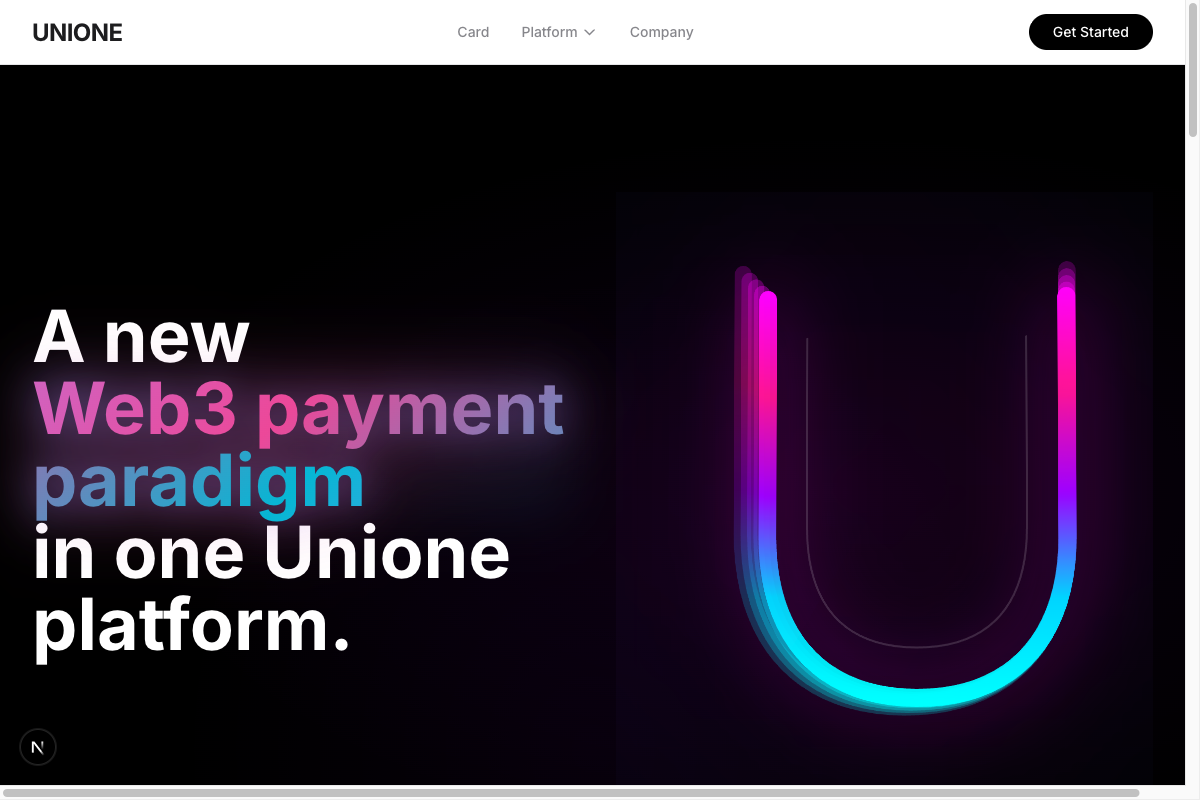 UNIONE
Card
Platform
Company
Get Started
A new
Web3 payment
paradigm
in one Unione
platform.
N